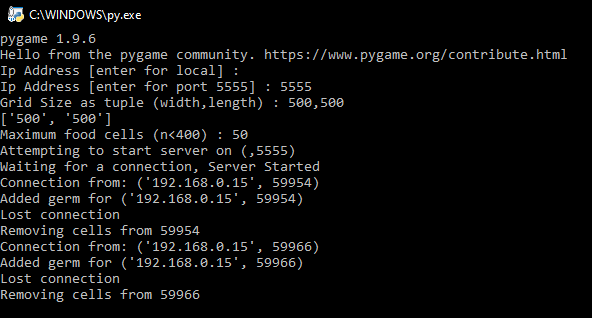 C:\WINDOWS\py.exe
pygame 1.9.6
Hello from the pygame community. https://www.pygame.org/contribute.html
Ip Address [enter for local] :
Ip Address [enter for port 5555] : 5555
Grid Size as tuple (width,length) : 500,500
['500', '500']
Maximum food cells (n<400) : 50
Attempting to start server on (,5555)
Waiting for a connection, Server Started
Connection from: ('192.168.0.15', 59954)
Added germ for ('192.168.0.15', 59954)
Lost connection
Removing cells from 59954
Connection from: ('192.168.0.15', 59966)
Added germ for ('192.168.0.15', 59966)
Lost connection
Removing cells from 59966